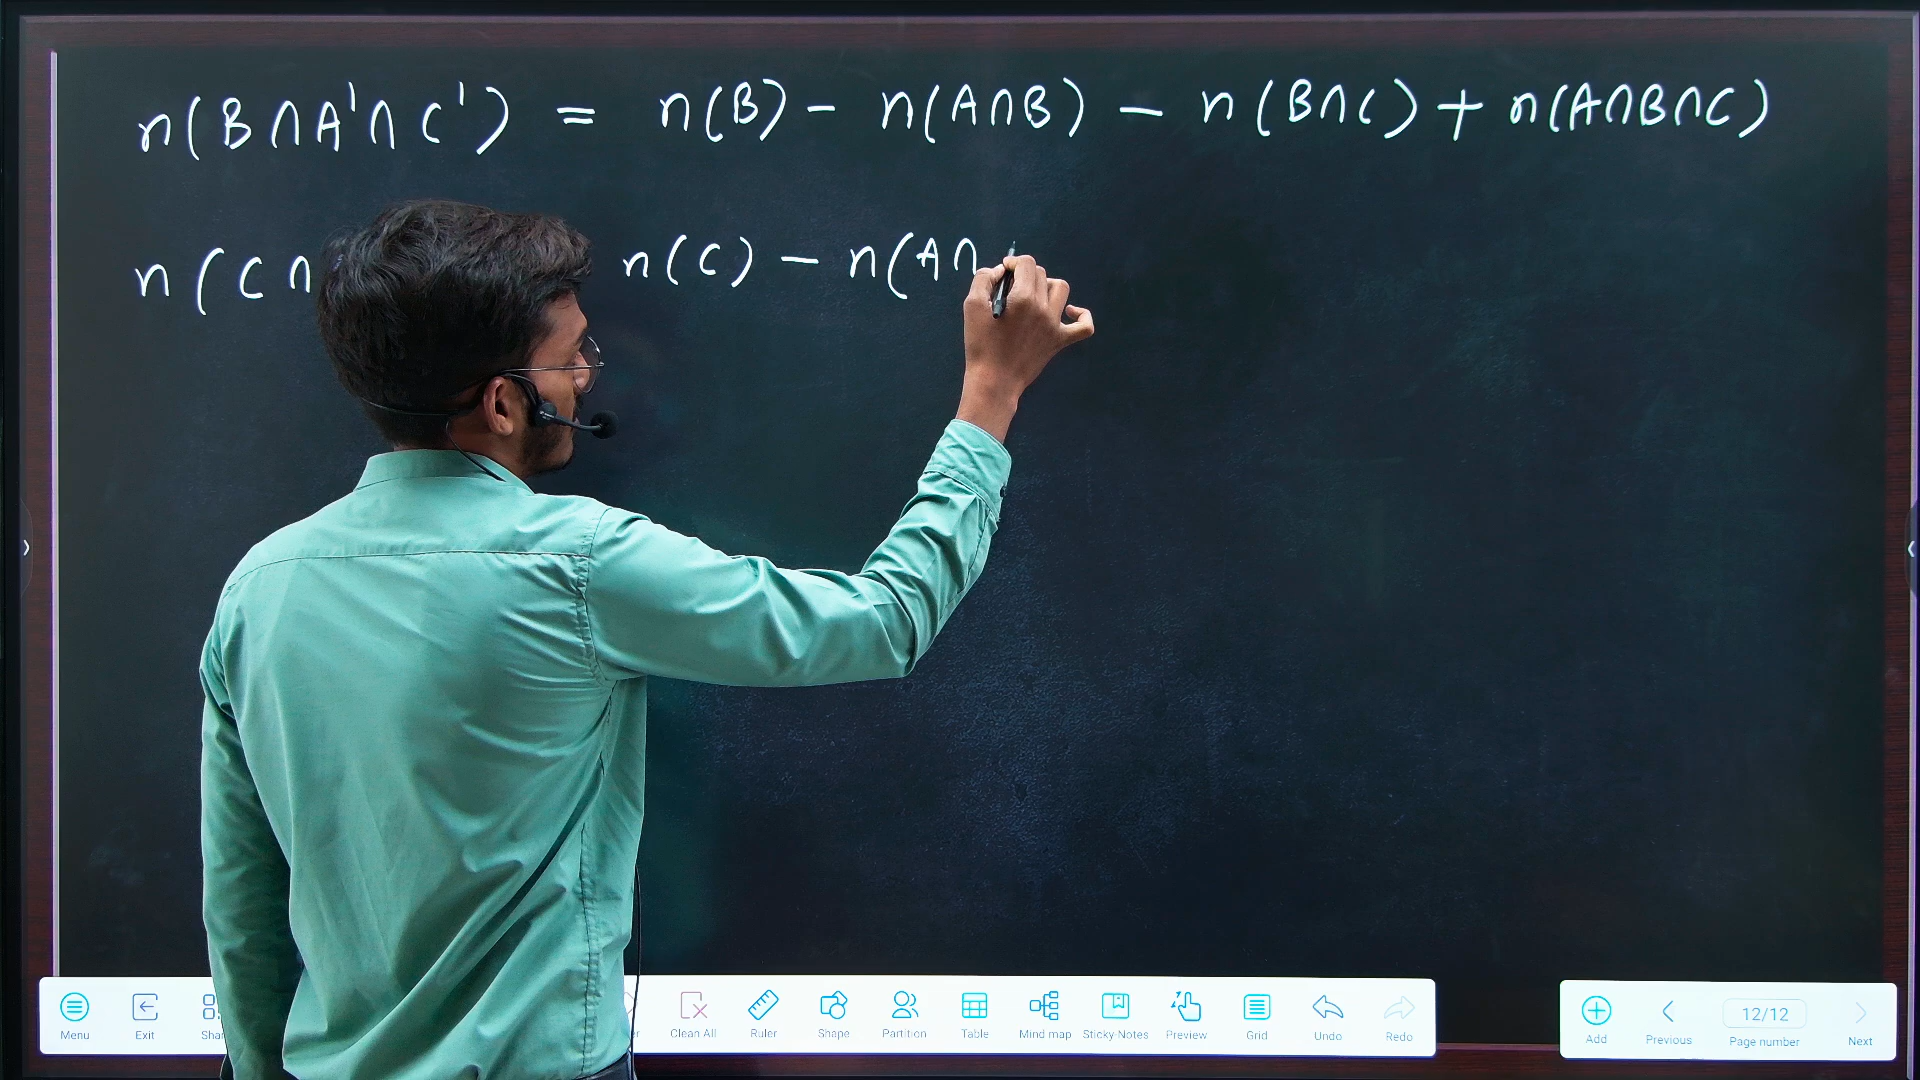 n(B∩A'∩C') = n(B) - n(A∩B) - n(B∩C) + n(A∩B∩C)
n(C∩ n(C) - n(A∩
Menu Exit Clean All Ruler Shape Partition Table Mind map Sticky Notes Preview Grid Undo Redo Add Previous 12/12 Page number Next